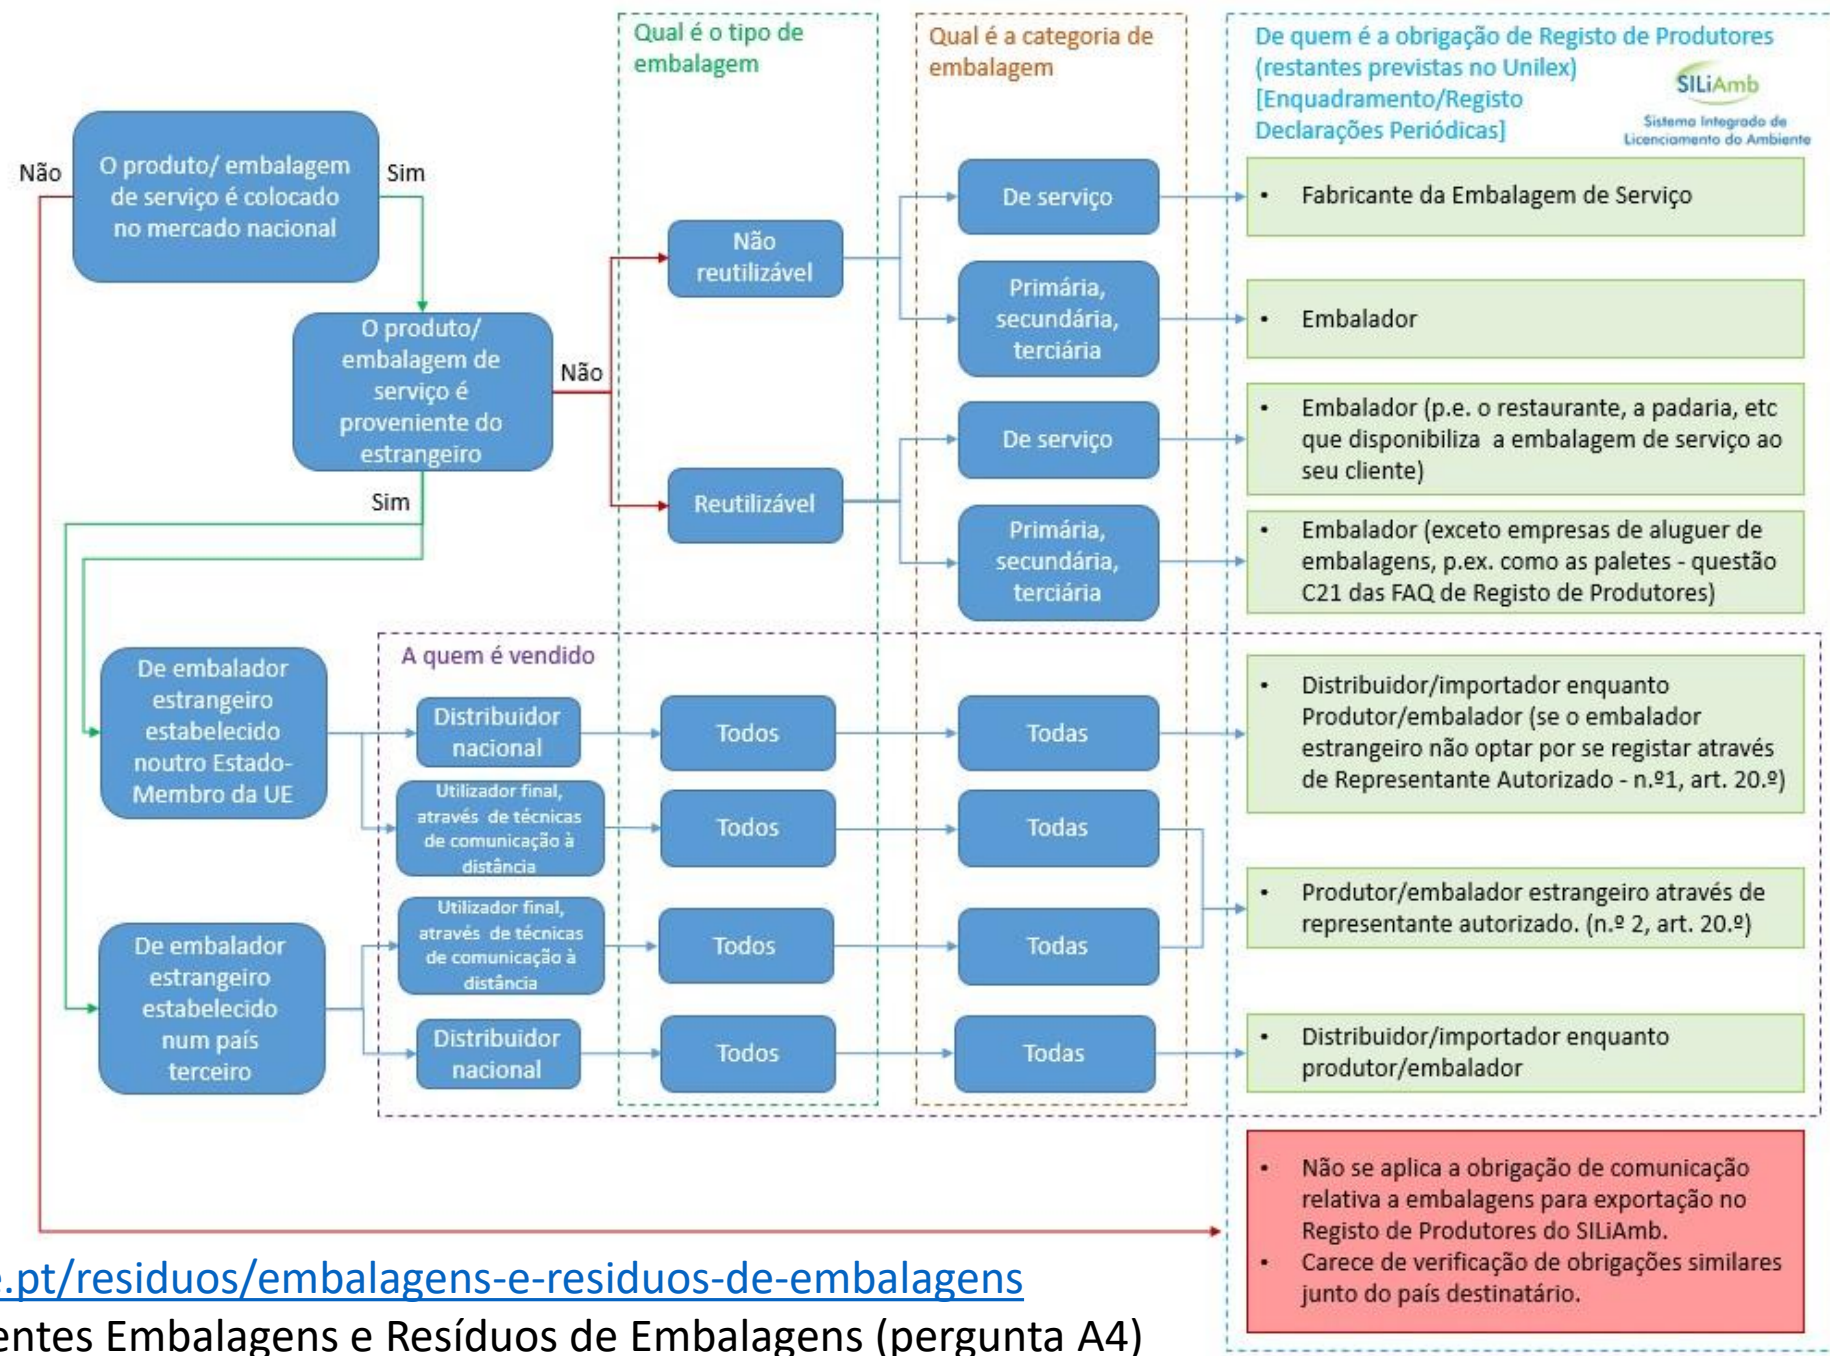 Qual é o tipo de
embalagem
Qual é a categoria de
embalagem
De quem é a obrigação de Registo de Produtores
(restantes previstas no Unilex)
[Enquadramento/Registo
Declarações Periódicas]
SILiAmb
Sistema Integrado de
Licenciamento do Ambiente
Não
O produto/ embalagem
de serviço é colocado
no mercado nacional
Sim
O produto/
embalagem de
serviço é
proveniente do
estrangeiro
Não
Sim
Não
reutilizável
De serviço
• Fabricante da Embalagem de Serviço
Primária,
secundária,
terciária
• Embalador
Reutilizável
De serviço
• Embalador (p.e. o restaurante, a padaria, etc
que disponibiliza a embalagem de serviço ao
seu cliente)
Primária,
secundária,
terciária
• Embalador (exceto empresas de aluguer de
embalagens, p.ex. como as paletes - questão
C21 das FAQ de Registo de Produtores)
A quem é vendido
De embalador
estrangeiro
estabelecido
noutro Estado-
Membro da UE
Distribuidor
nacional
Todos
Todas
• Distribuidor/importador enquanto
Produtor/embalador (se o embalador
estrangeiro não optar por se registar através
de Representante Autorizado - n.º1, art. 20.º)
Utilizador final,
através de técnicas
de comunicação à
distância
Todos
Todas
De embalador
estrangeiro
estabelecido
num país
terceiro
Utilizador final,
através de técnicas
de comunicação à
distância
Todos
Todas
• Produtor/embalador estrangeiro através de
representante autorizado. (n.º 2, art. 20.º)
Distribuidor
nacional
Todos
Todas
• Distribuidor/importador enquanto
produtor/embalador
• Não se aplica a obrigação de comunicação
relativa a embalagens para exportação no
Registo de Produtores do SILiAmb.
• Carece de verificação de obrigações similares
junto do país destinatário.
e.pt/residuos/embalagens-e-residuos-de-embalagens
entes Embalagens e Resíduos de Embalagens (pergunta A4)